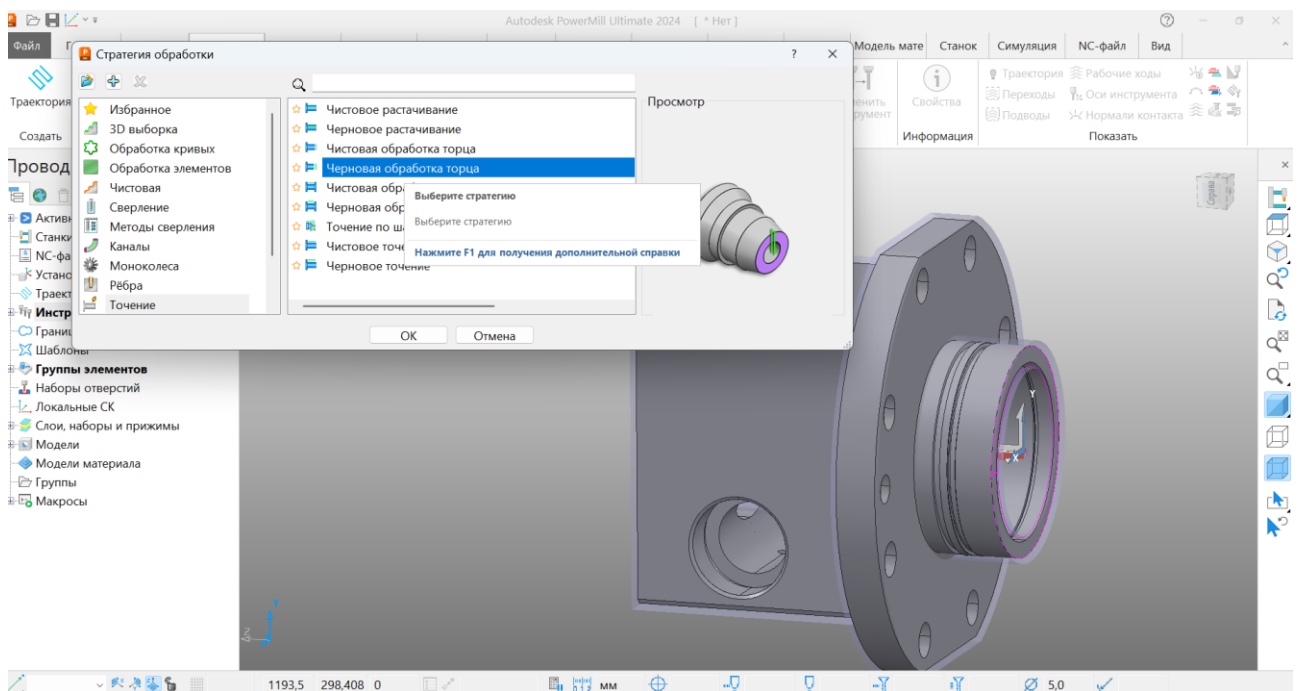 Autodesk PowerMill Ultimate 2024 [ * Нет ]
Файл
Модель мате Станок Симуляция NC-файл Вид
Стратегия обработки
Траектория
Создать
Избранное
3D выборка
Обработка кривых
Обработка элементов
Чистовая
Сверление
Методы сверления
Каналы
Моноколеса
Рёбра
Точение
Чистовое растачивание
Черновое растачивание
Чистовая обработка торца
Черновая обработка торца
Чистовая обра
Черновая обр
Точение по ша
Чистовое точе
Черновое точение
Выберите стратегию
Выберите стратегию
Нажмите F1 для получения дополнительной справки
Просмотр
ОК Отмена
Свойства
Информация
Траектория Рабочие ходы
Переходы Оси инструмента
Подводы Нормали контакта
Показать
Провод
Активн
Станки
NC-фа
Устано
Траект
Инстр
Границ
Шаблоны
Группы элементов
Наборы отверстий
Локальные СК
Слои, наборы и прижимы
Модели
Модели материала
Группы
Макросы
Справа
Y
X
Y
Z
1193,5 298,408 0 мм 5,0